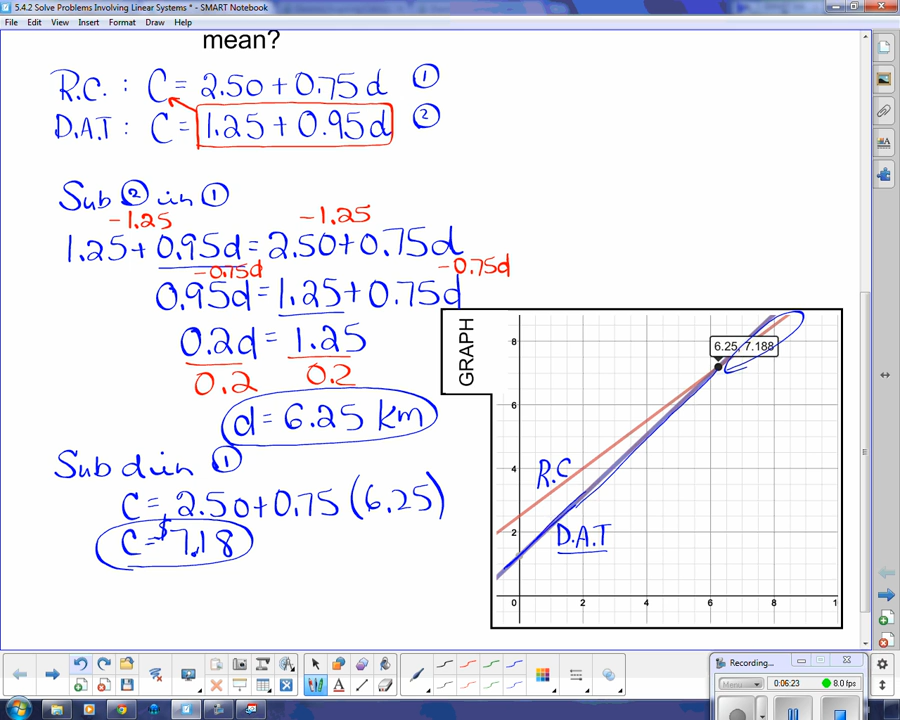 5.4.2 Solve Problems Involving Linear Systems * - SMART Notebook
File Edit View Insert Format Draw Help
mean?
R.C. : C = 2.50 + 0.75d ①
D.A.T : C = 1.25 + 0.95d ②
Sub ② in ①
-1.25 -1.25
1.25 + 0.95d = 2.50 + 0.75d
-0.75d -0.75d
0.95d = 1.25 + 0.75d
0.2d = 1.25
0.2 0.2
d = 6.25 km
Sub d in ①
C = 2.50 + 0.75 (6.25)
C = $7.18
GRAPH
6.25, 7.188
8
6
4
2
0 2 4 6 8 1
R.C
D.A.T
Recording...
Menu 0:06:23 8.0 fps